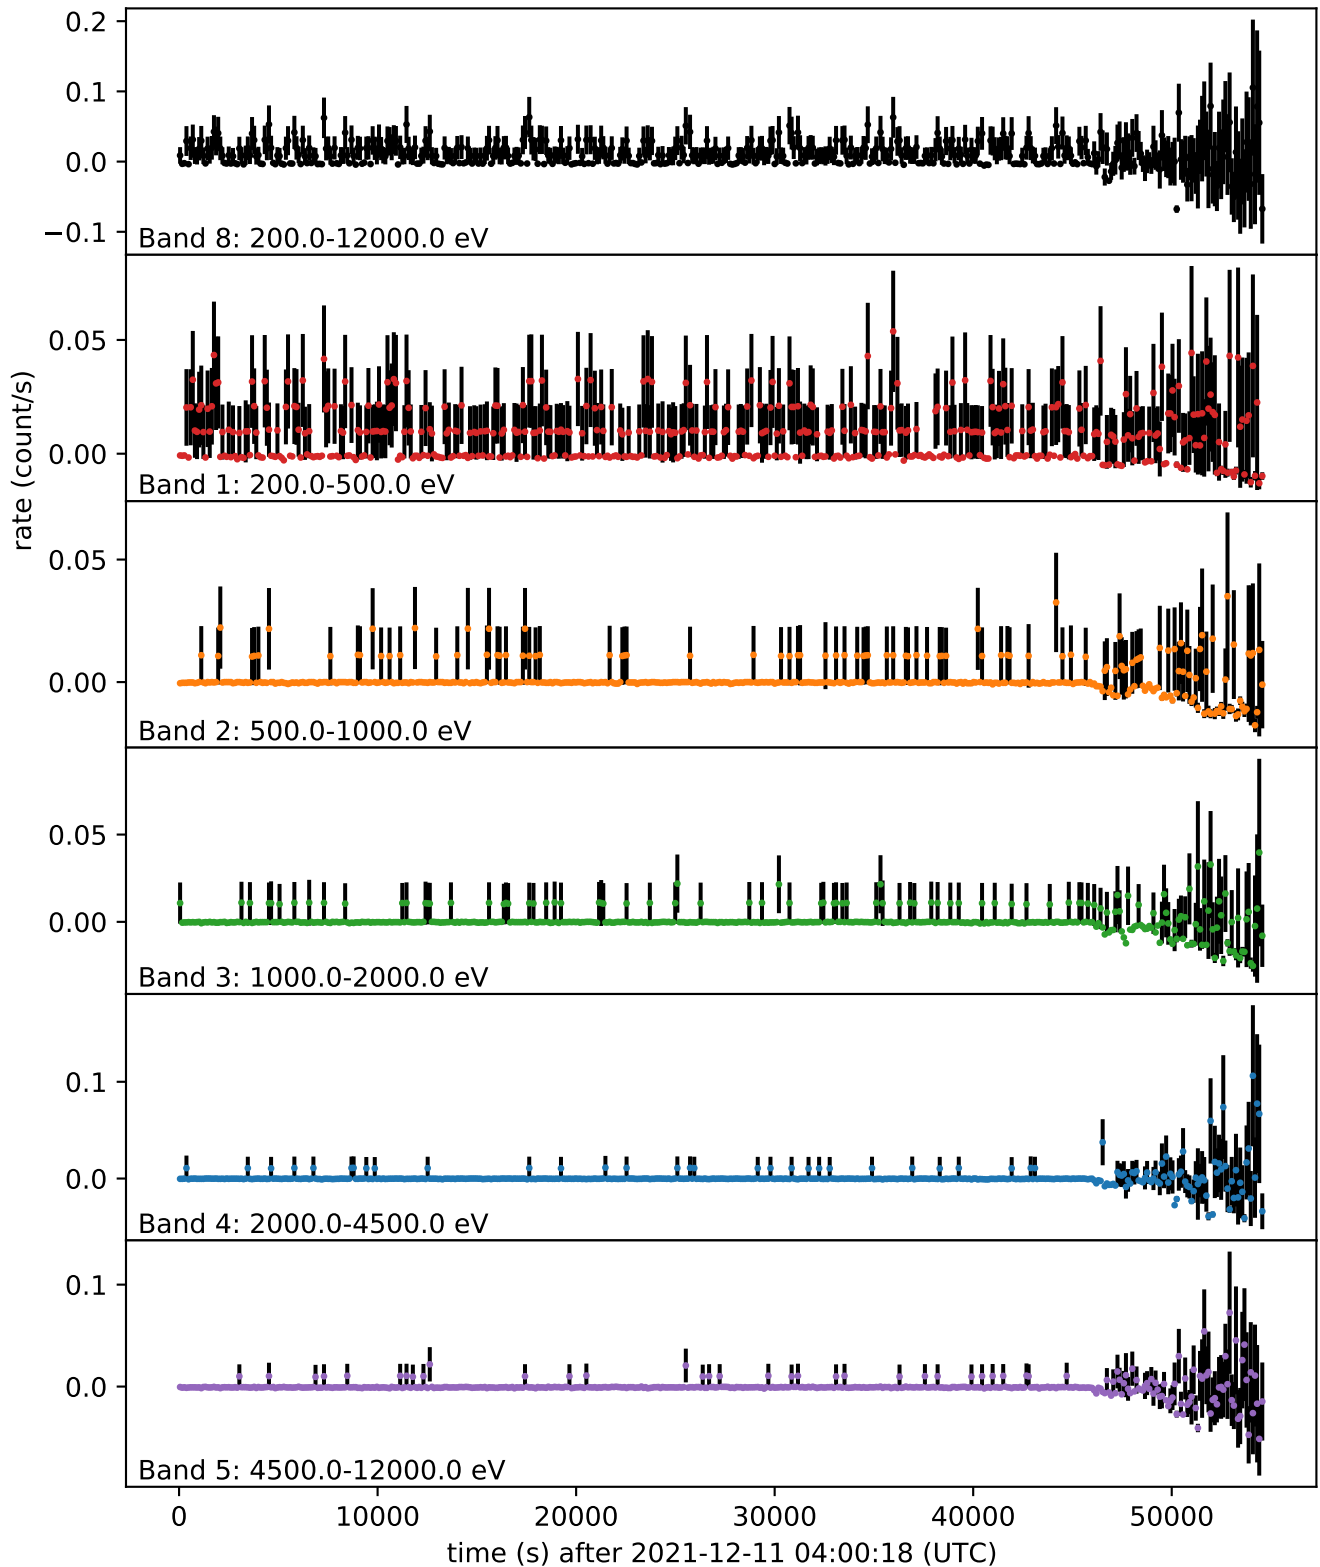 0.2
0.1
0.0
−0.1
Band 8: 200.0-12000.0 eV
0.05
0.00
Band 1: 200.0-500.0 eV
rate (count/s)
0.05
0.00
Band 2: 500.0-1000.0 eV
0.05
0.00
Band 3: 1000.0-2000.0 eV
0.1
0.0
Band 4: 2000.0-4500.0 eV
0.1
0.0
Band 5: 4500.0-12000.0 eV
0 10000 20000 30000 40000 50000
time (s) after 2021-12-11 04:00:18 (UTC)